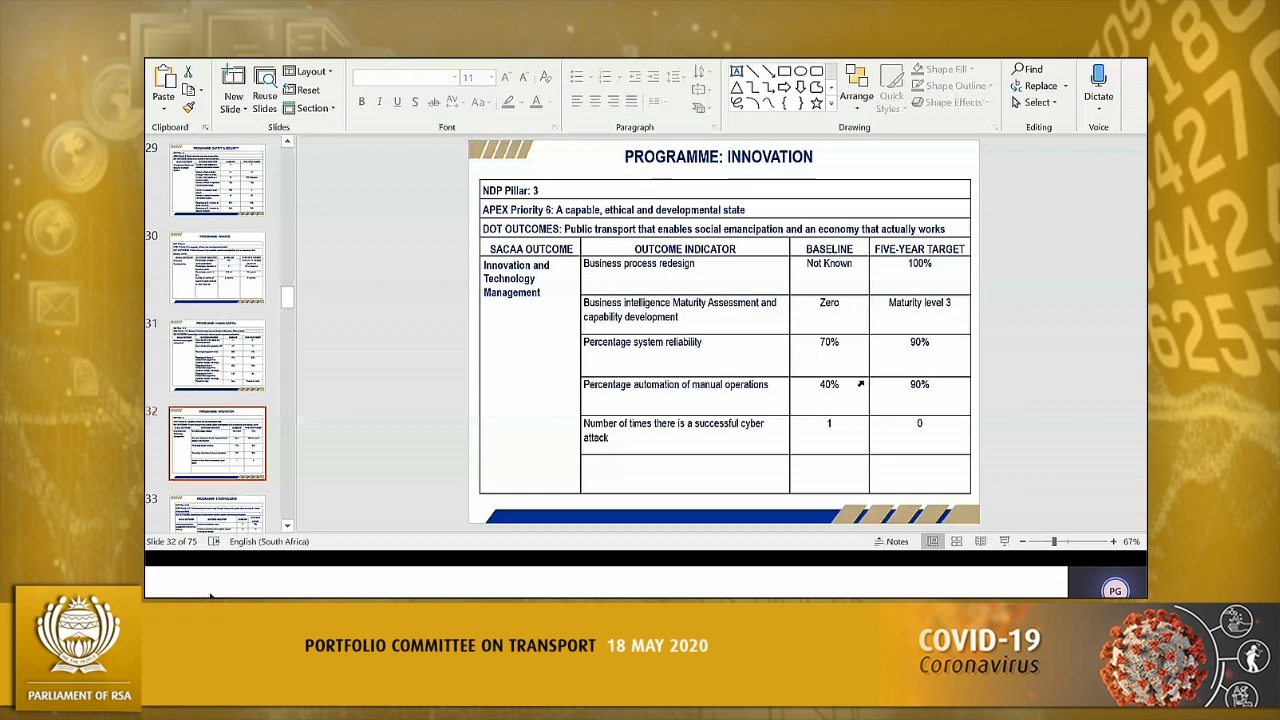 Paste
Clipboard
New
Slide
Reuse
Slides
Layout
Reset
Section
Slides
11
B I U S ab AV Aa A
Font
Paragraph
Arrange
Quick
Styles
Shape Fill
Shape Outline
Shape Effects
Drawing
Find
Replace
Select
Editing
Dictate
Voice
29
30
31
32
33
PROGRAMME: INNOVATION
NDP Pillar: 3
APEX Priority 6: A capable, ethical and developmental state
DOT OUTCOMES: Public transport that enables social emancipation and an economy that actually works
SACAA OUTCOME OUTCOME INDICATOR BASELINE FIVE-YEAR TARGET
Innovation and
Technology
Management
Business process redesign Not Known 100%
Business intelligence Maturity Assessment and
capability development
Zero Maturity level 3
Percentage system reliability 70% 90%
Percentage automation of manual operations 40% 90%
Number of times there is a successful cyber
attack
1 0
Slide 32 of 75 English (South Africa) Notes 67%
PG
PARLIAMENT OF RSA
PORTFOLIO COMMITTEE ON TRANSPORT 18 MAY 2020
COVID-19
Coronavirus